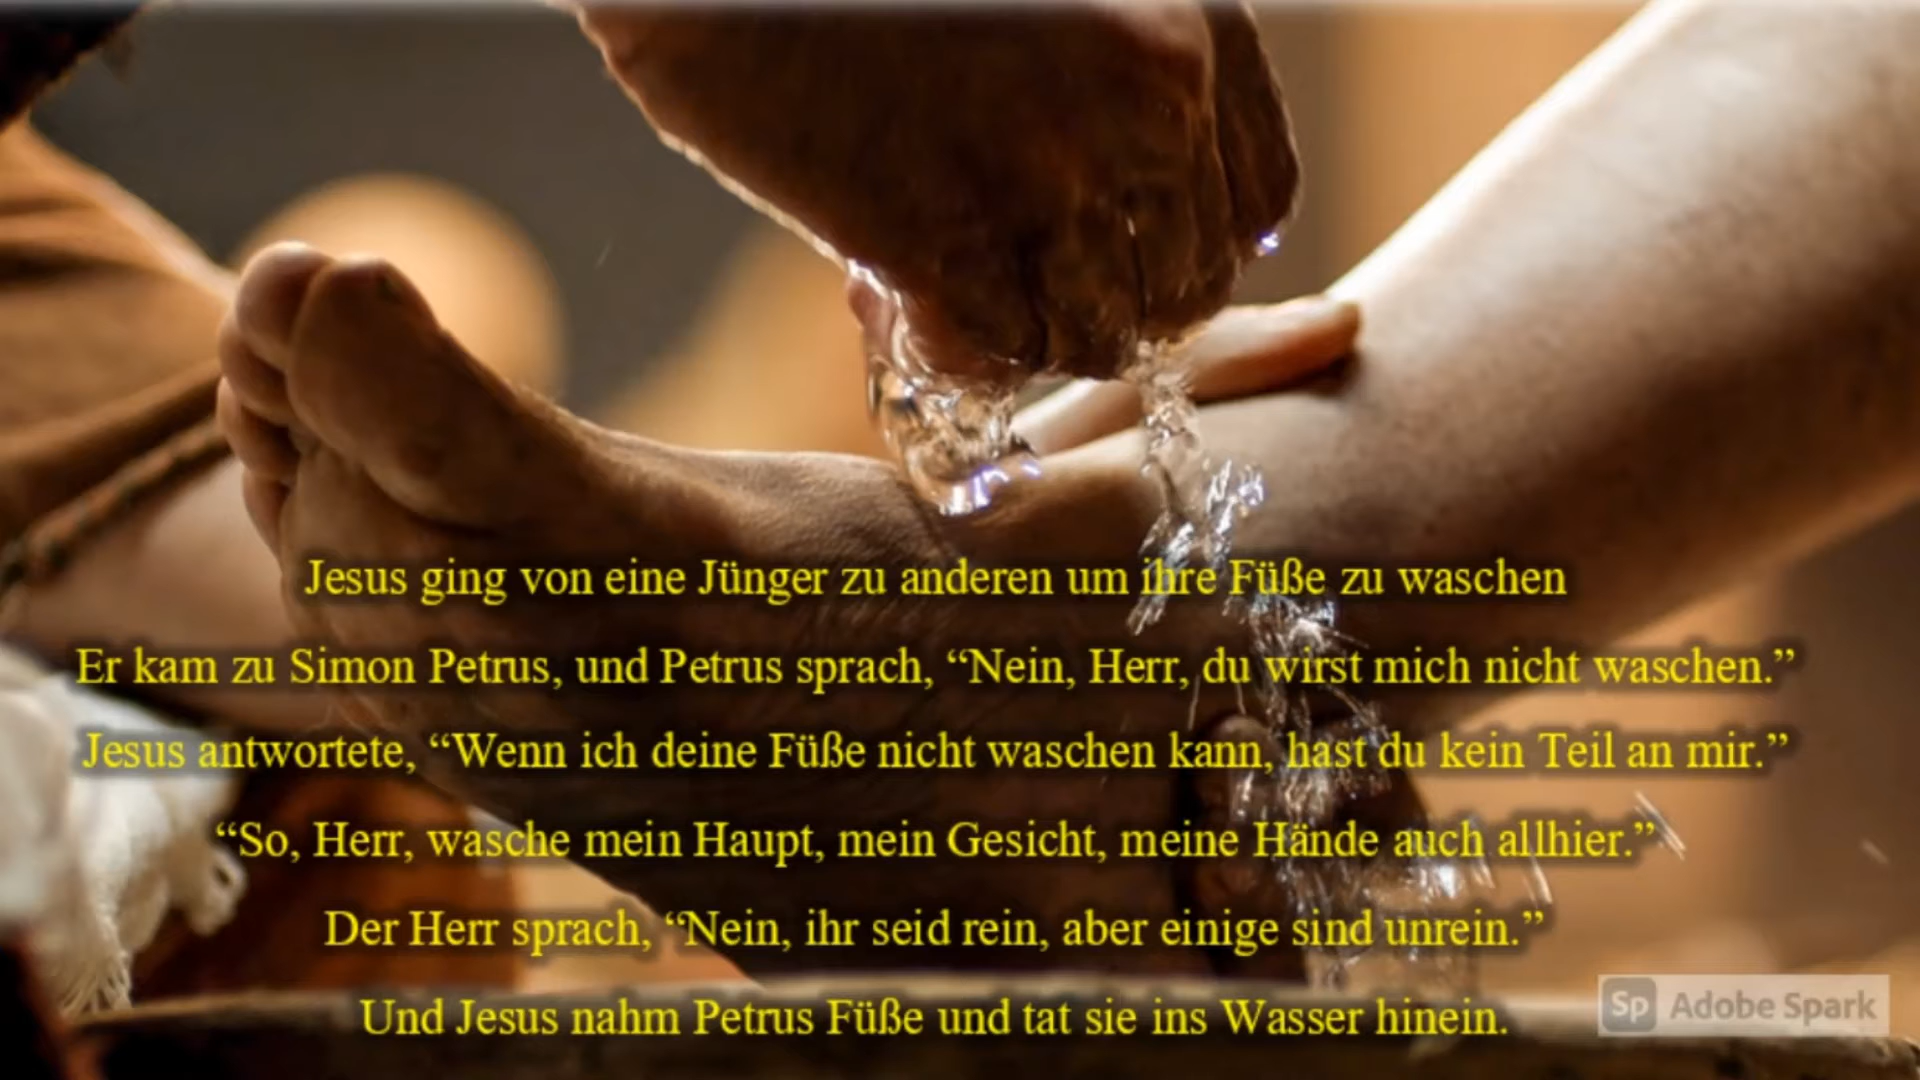 Jesus ging von eine Jünger zu anderen um ihre Füße zu waschen
Er kam zu Simon Petrus, und Petrus sprach, “Nein, Herr, du wirst mich nicht waschen.”
Jesus antwortete, “Wenn ich deine Füße nicht waschen kann, hast du kein Teil an mir.”
“So, Herr, wasche mein Haupt, mein Gesicht, meine Hände auch allhier.”
Der Herr sprach, “Nein, ihr seid rein, aber einige sind unrein.”
Und Jesus nahm Petrus Füße und tat sie ins Wasser hinein.
Sp Adobe Spark